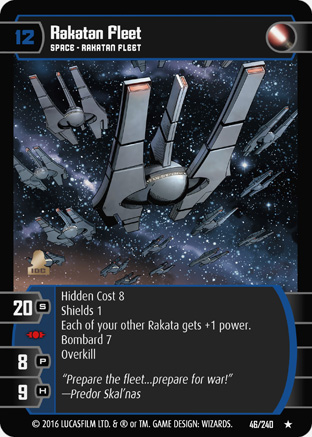 12
Rakatan Fleet
SPACE - RAKATAN FLEET
IDC
20 S
8 P
9 H
Hidden Cost 8
Shields 1
Each of your other Rakata gets +1 power.
Bombard 7
Overkill
“Prepare the fleet...prepare for war!”
—Predor Skal’nas
© 2016 LUCASFILM LTD. & ® or TM. GAME DESIGN: WIZARDS.
46/240 ★